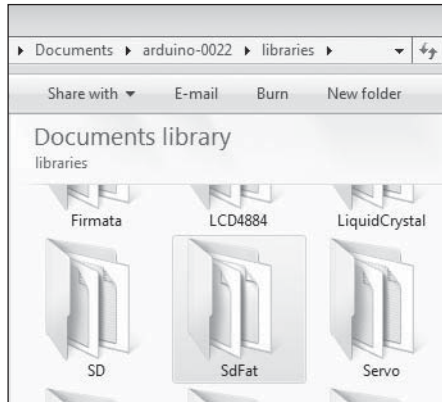 Documents arduino-0022 libraries
Share with E-mail Burn New folder
Documents library
libraries
Firmata LCD4884 LiquidCrystal
SD SdFat Servo